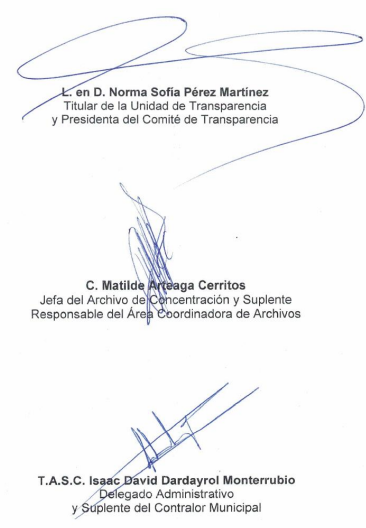 L. en D. Norma Sofía Pérez Martínez
Titular de la Unidad de Transparencia
y Presidenta del Comité de Transparencia
C. Matilde Arteaga Cerritos
Jefa del Archivo de Concentración y Suplente
Responsable del Área Coordinadora de Archivos
T.A.S.C. Isaac David Dardayrol Monterrubio
Delegado Administrativo
y Suplente del Contralor Municipal